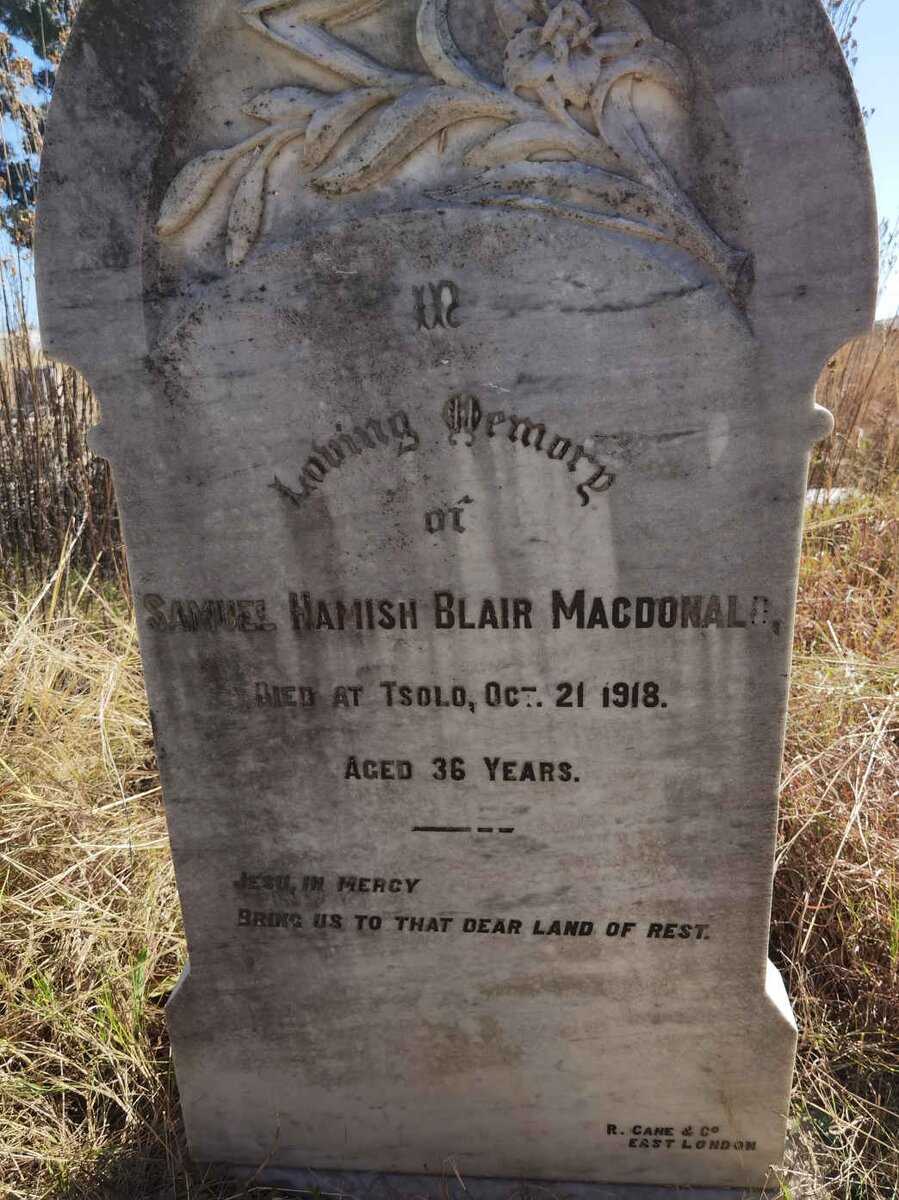 In
Loving Memory
of
SAMUEL HAMISH BLAIR MACDONALD,
DIED AT TSOLO, OCT. 21 1918.
AGED 36 YEARS.
JESU, IN MERCY
BRING US TO THAT DEAR LAND OF REST.
R. CANE & Co
EAST LONDON